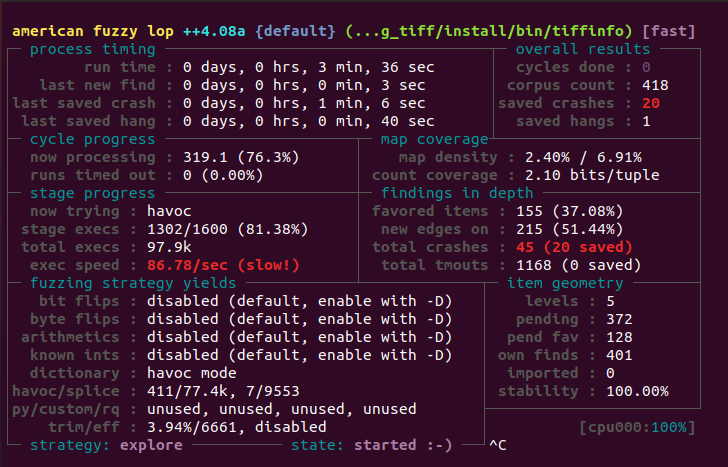 american fuzzy lop ++4.08a {default} (...g_tiff/install/bin/tiffinfo) [fast]
process timing overall results
run time : 0 days, 0 hrs, 3 min, 36 sec cycles done : 0
last new find : 0 days, 0 hrs, 0 min, 3 sec corpus count : 418
last saved crash : 0 days, 0 hrs, 1 min, 6 sec saved crashes : 20
last saved hang : 0 days, 0 hrs, 0 min, 40 sec saved hangs : 1
cycle progress map coverage
now processing : 319.1 (76.3%) map density : 2.40% / 6.91%
runs timed out : 0 (0.00%) count coverage : 2.10 bits/tuple
stage progress findings in depth
now trying : havoc favored items : 155 (37.08%)
stage execs : 1302/1600 (81.38%) new edges on : 215 (51.44%)
total execs : 97.9k total crashes : 45 (20 saved)
exec speed : 86.78/sec (slow!) total tmouts : 1168 (0 saved)
fuzzing strategy yields item geometry
bit flips : disabled (default, enable with -D) levels : 5
byte flips : disabled (default, enable with -D) pending : 372
arithmetics : disabled (default, enable with -D) pend fav : 128
known ints : disabled (default, enable with -D) own finds : 401
dictionary : havoc mode imported : 0
havoc/splice : 411/77.4k, 7/9553 stability : 100.00%
py/custom/rq : unused, unused, unused, unused
trim/eff : 3.94%/6661, disabled [cpu000:100%]
strategy: explore state: started :-) ^C